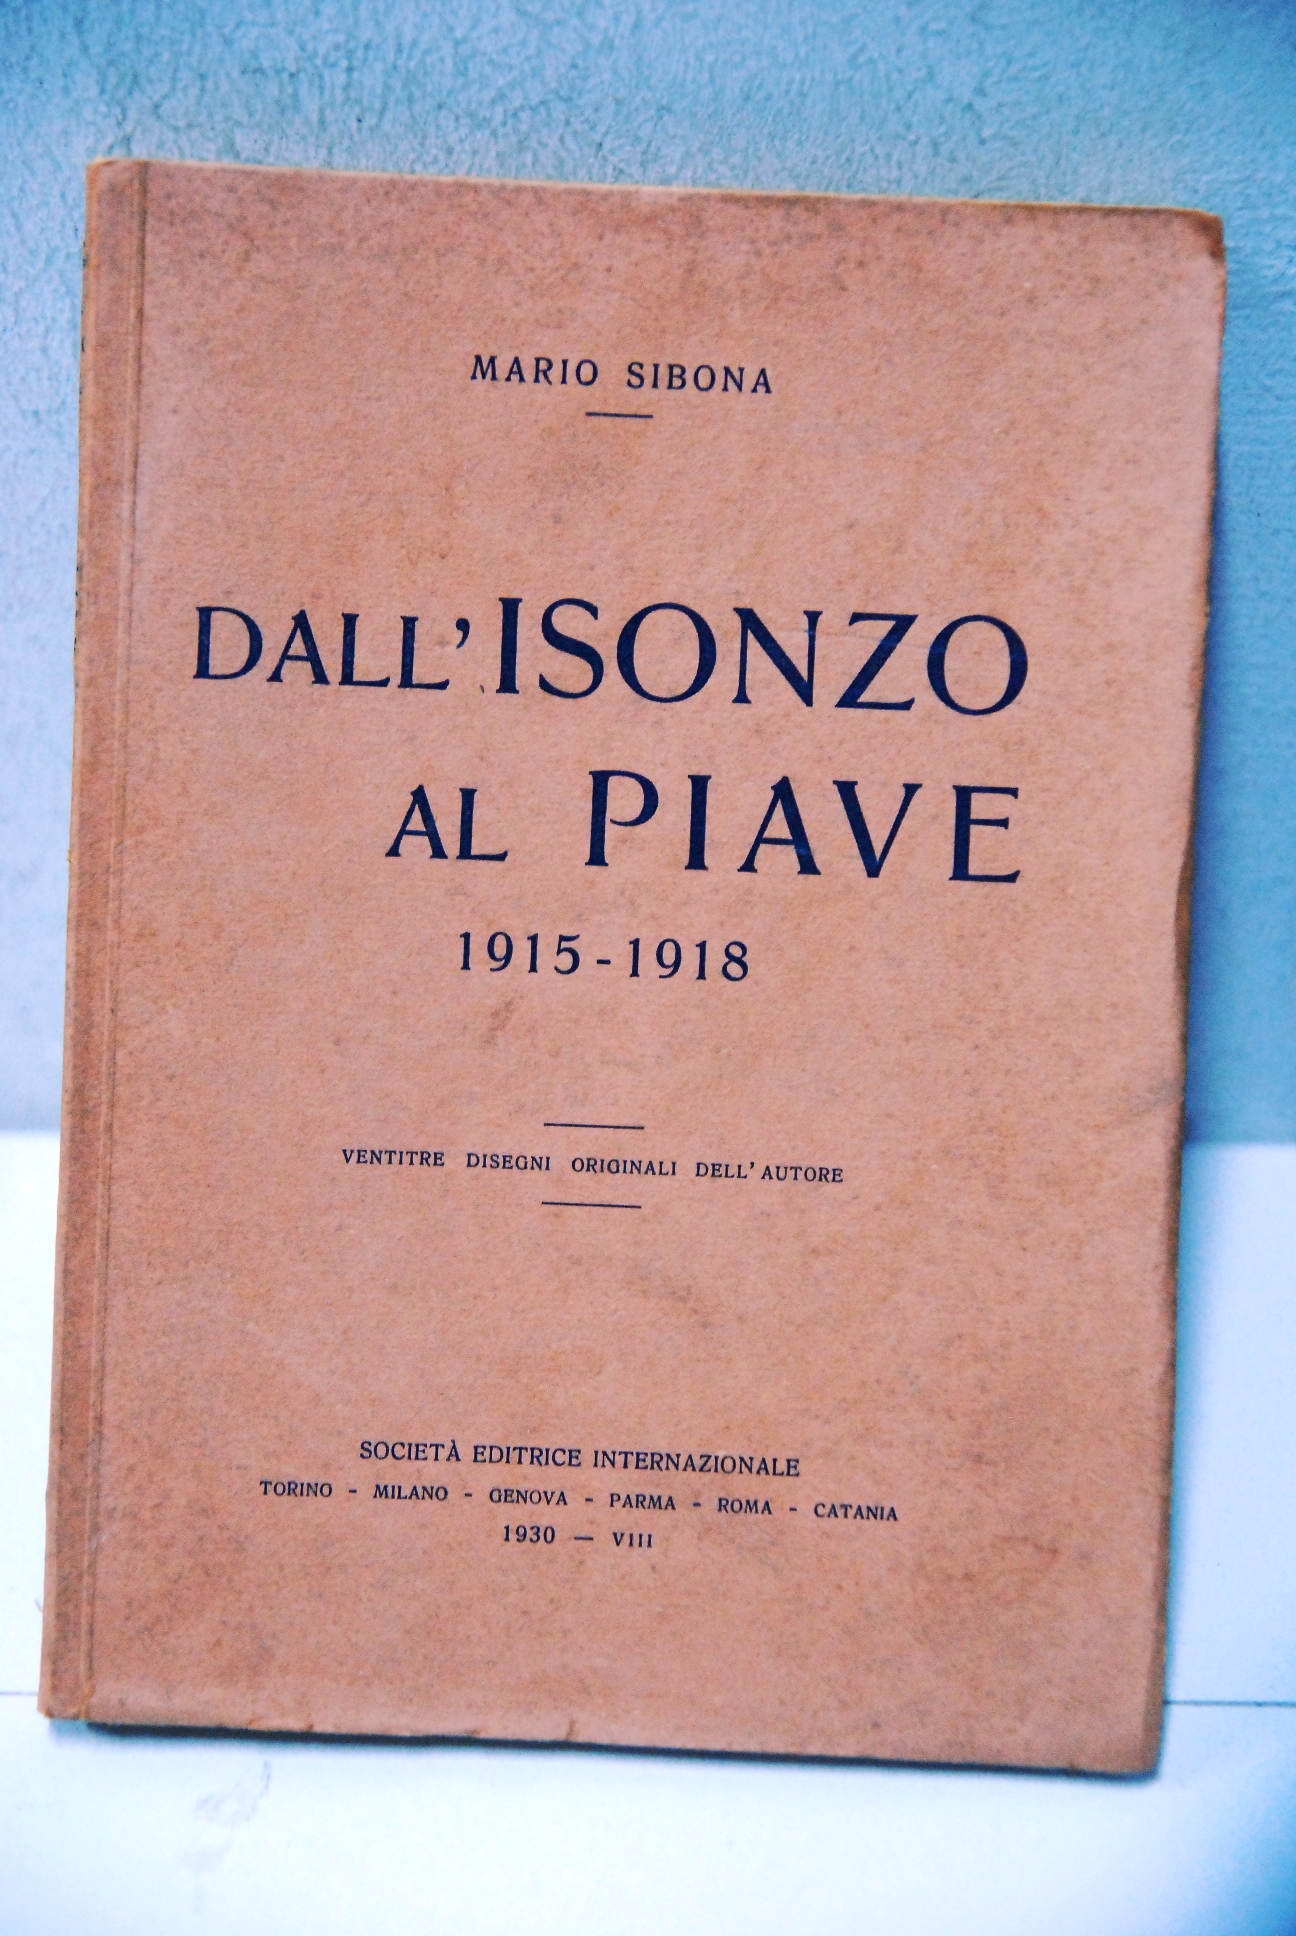 MARIO SIBONA
DALL'ISONZO
AL PIAVE
1915-1918
VENTITRE DISEGNI ORIGINALI DELL'AUTORE
SOCIETÀ EDITRICE INTERNAZIONALE
TORINO - MILANO - GENOVA - PARMA - ROMA - CATANIA
1930 — VIII